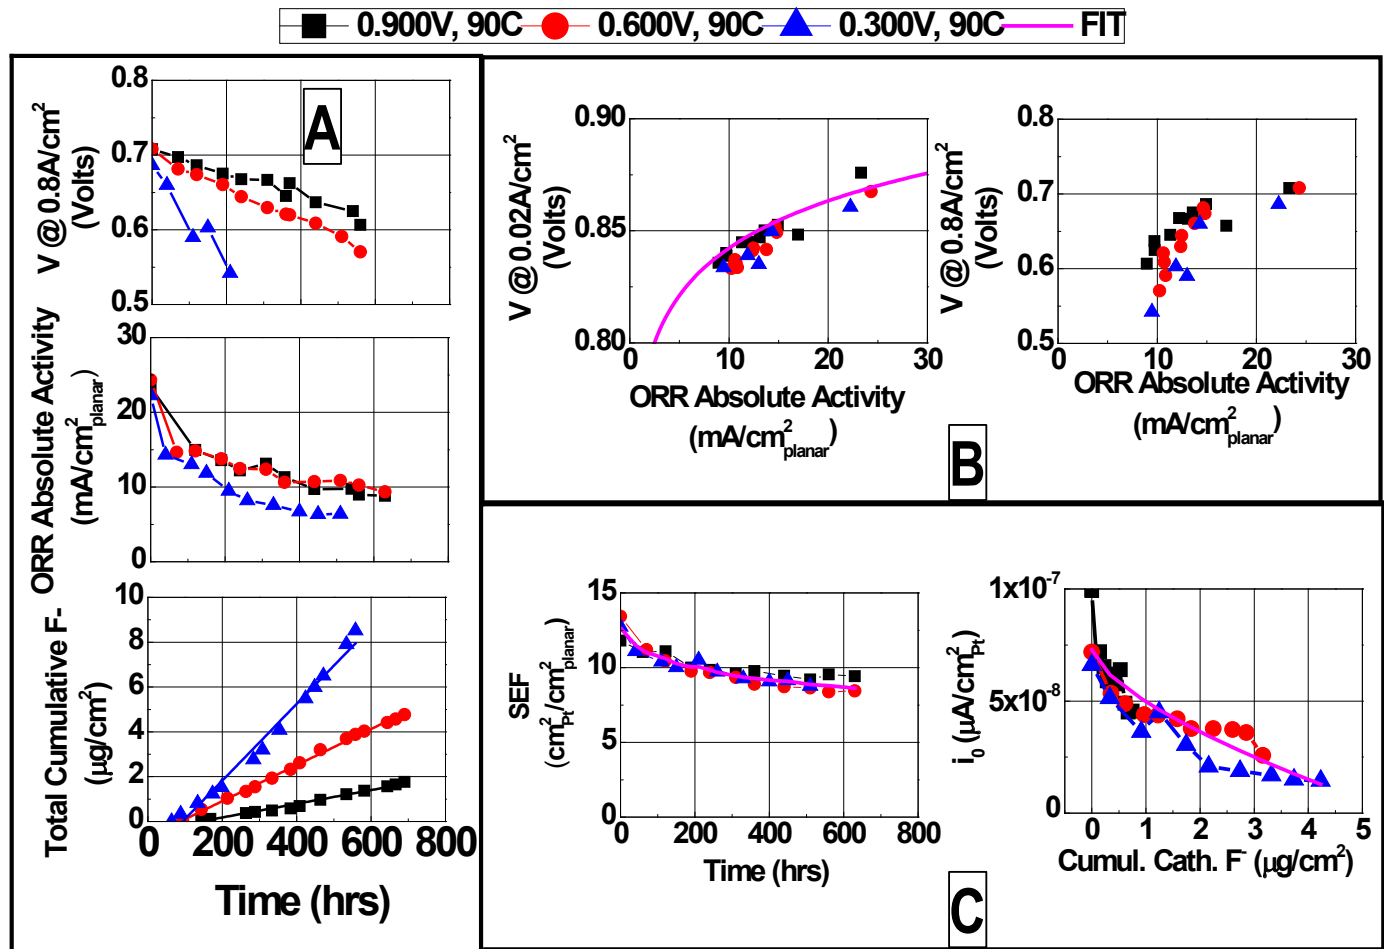 0.900V, 90C 0.600V, 90C 0.300V, 90C FIT
A
V @ 0.8A/cm²
(Volts)
0.8
0.7
0.6
0.5
ORR Absolute Activity
(mA/cm²planar)
30
20
10
0
Total Cumulative F-
(µg/cm²)
10
8
6
4
2
0
0 200 400 600 800
Time (hrs)
B
V @ 0.02A/cm²
(Volts)
0.90
0.85
0.80
0 10 20 30
ORR Absolute Activity
(mA/cm²planar)
V @ 0.8A/cm²
(Volts)
0.8
0.7
0.6
0.5
0 10 20 30
ORR Absolute Activity
(mA/cm²planar)
C
SEF
(cm²Pt/cm²planar)
15
10
5
0
0 200 400 600 800
Time (hrs)
i₀ (µA/cm²Pt)
1x10⁻⁷
5x10⁻⁸
0
0 1 2 3 4 5
Cumul. Cath. F⁻ (µg/cm²)